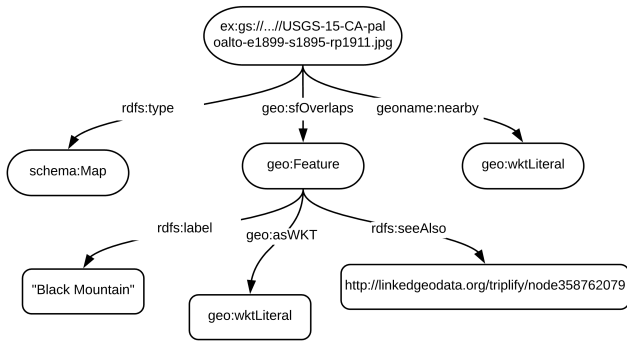 ex:gs://...//USGS-15-CA-pal
oalto-e1899-s1895-rp1911.jpg
rdfs:type
geo:sfOverlaps
geoname:nearby
schema:Map
geo:Feature
geo:wktLiteral
rdfs:label
geo:asWKT
rdfs:seeAlso
"Black Mountain"
geo:wktLiteral
http://linkedgeodata.org/triplify/node358762079